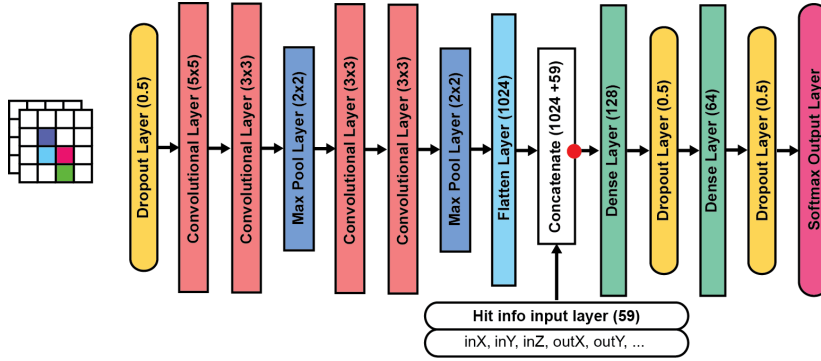 Dropout Layer (0.5)
Convolutional Layer (5x5)
Convolutional Layer (3x3)
Max Pool Layer (2x2)
Convolutional Layer (3x3)
Convolutional Layer (3x3)
Max Pool Layer (2x2)
Flatten Layer (1024)
Concatenate (1024 +59)
Dense Layer (128)
Dropout Layer (0.5)
Dense Layer (64)
Dropout Layer (0.5)
Softmax Output Layer
Hit info input layer (59)
inX, inY, inZ, outX, outY, ...